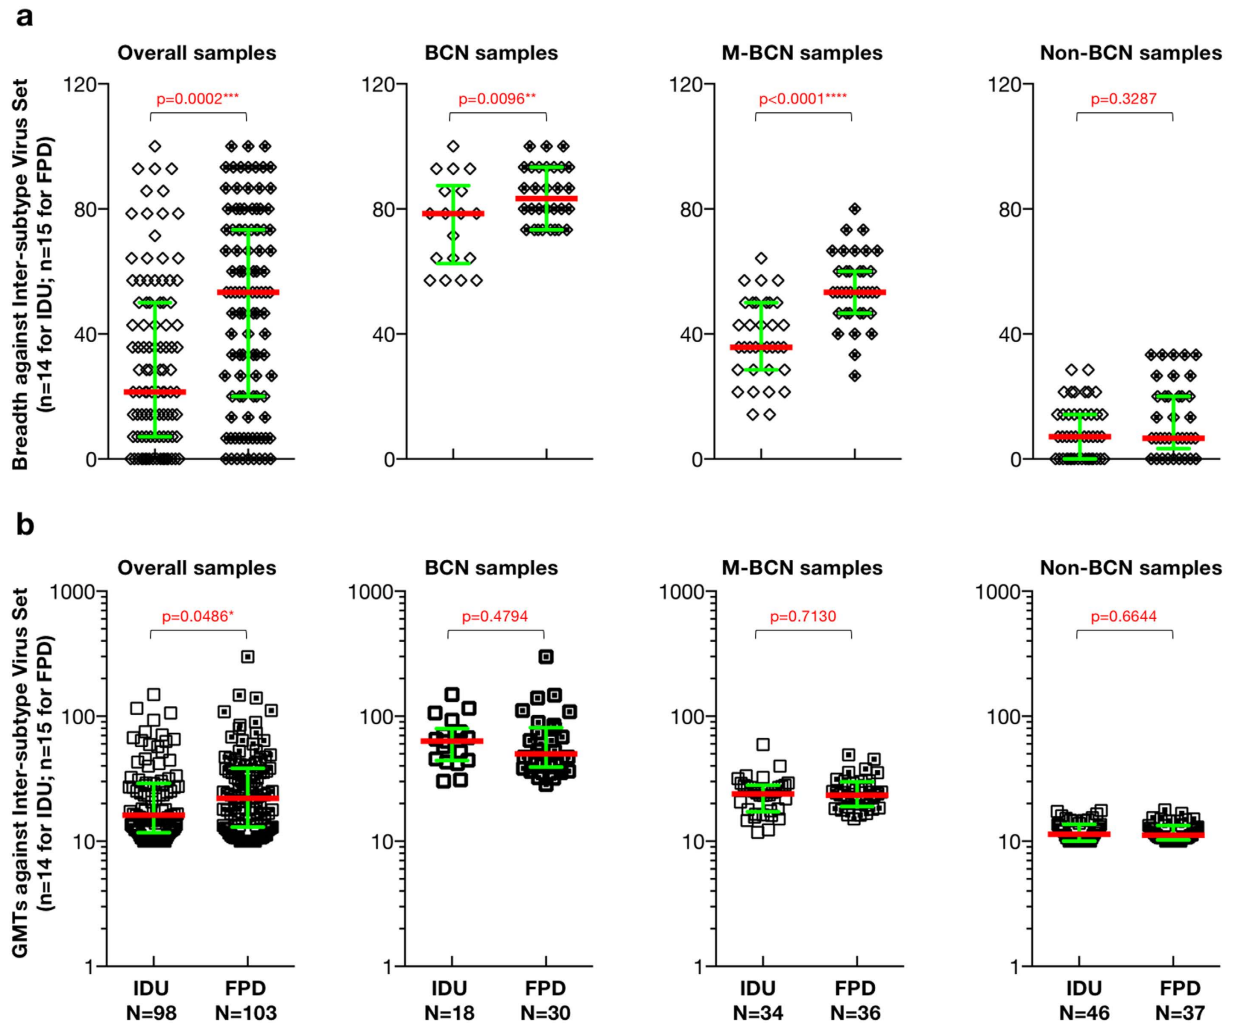 a
Overall samples
BCN samples
M-BCN samples
Non-BCN samples
Breadth against Inter-subtype Virus Set
(n=14 for IDU; n=15 for FPD)
120
80
40
0
p=0.0002***
120
80
40
0
p=0.0096**
120
80
40
0
p<0.0001****
120
80
40
0
p=0.3287
b
Overall samples
BCN samples
M-BCN samples
Non-BCN samples
GMTs against Inter-subtype Virus Set
(n=14 for IDU; n=15 for FPD)
1000
100
10
1
p=0.0486*
1000
100
10
1
p=0.4794
1000
100
10
1
p=0.7130
1000
100
10
1
p=0.6644
IDU FPD IDU FPD IDU FPD IDU FPD
N=98 N=103 N=18 N=30 N=34 N=36 N=46 N=37